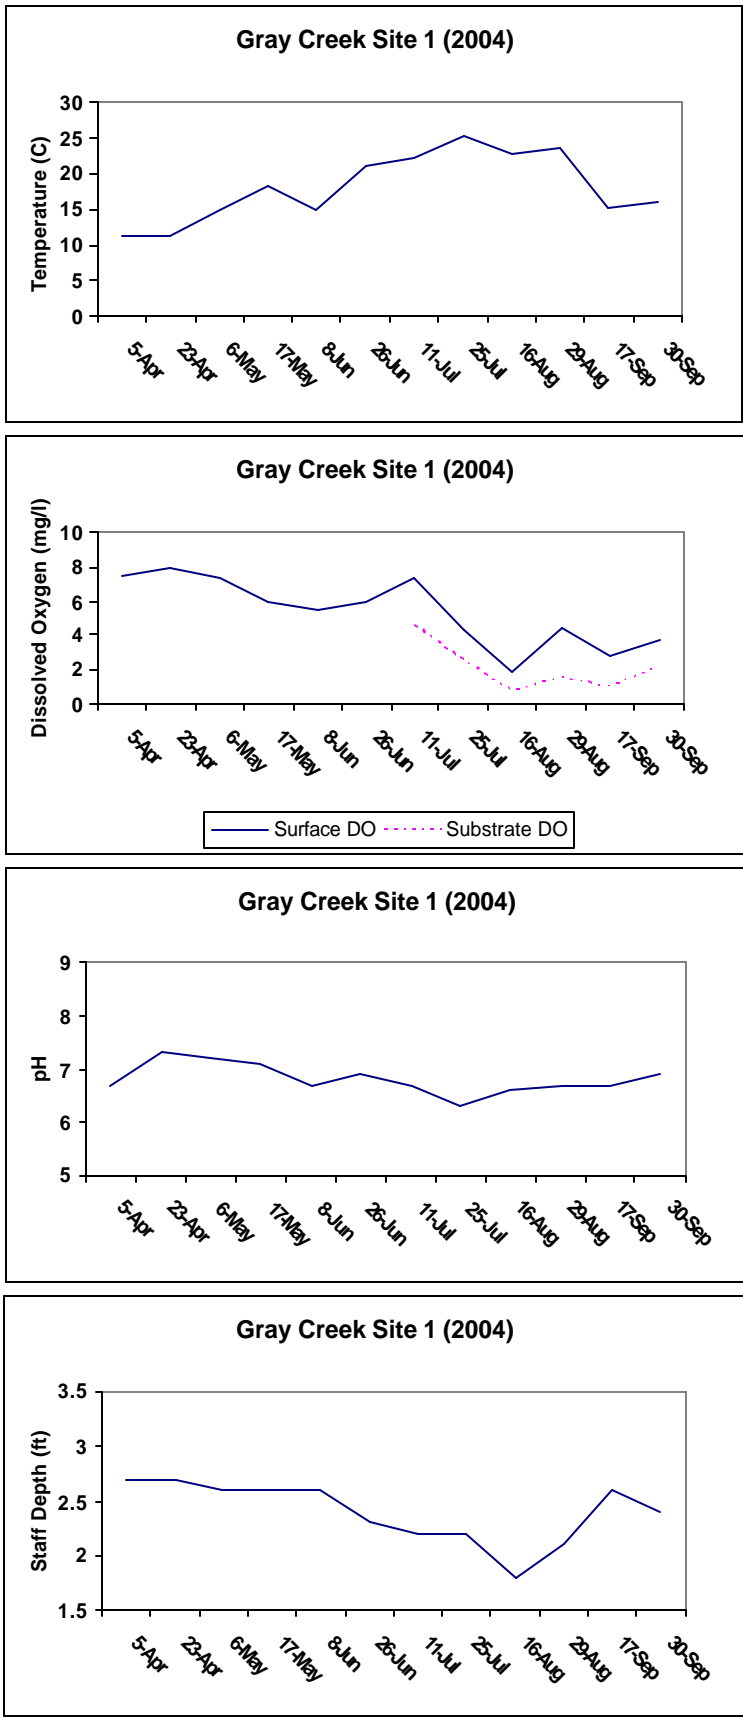 Gray Creek Site 1 (2004)
Temperature (C)
30
25
20
15
10
5
0
5-Apr
23-Apr
6-May
17-May
8-Jun
26-Jun
11-Jul
25-Jul
16-Aug
29-Aug
17-Sep
30-Sep
Gray Creek Site 1 (2004)
Dissolved Oxygen (mg/l)
10
8
6
4
2
0
5-Apr
23-Apr
6-May
17-May
8-Jun
26-Jun
11-Jul
25-Jul
16-Aug
29-Aug
17-Sep
30-Sep
Surface DO
Substrate DO
Gray Creek Site 1 (2004)
pH
9
8
7
6
5
5-Apr
23-Apr
6-May
17-May
8-Jun
26-Jun
11-Jul
25-Jul
16-Aug
29-Aug
17-Sep
30-Sep
Gray Creek Site 1 (2004)
Staff Depth (ft)
3.5
3
2.5
2
1.5
5-Apr
23-Apr
6-May
17-May
8-Jun
26-Jun
11-Jul
25-Jul
16-Aug
29-Aug
17-Sep
30-Sep